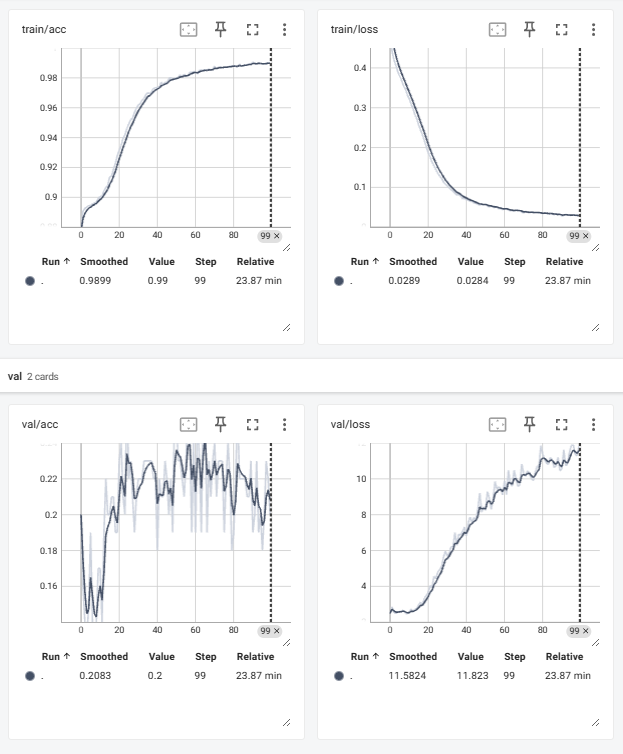 train/acc
train/loss
0.98
0.96
0.94
0.92
0.9
0 20 40 60 80 99 ×
0.4
0.3
0.2
0.1
0 20 40 60 80 99 ×
Run ↑ Smoothed Value Step Relative
. 0.9899 0.99 99 23.87 min
Run ↑ Smoothed Value Step Relative
. 0.0289 0.0284 99 23.87 min
val 2 cards
val/acc
val/loss
0.22
0.2
0.18
0.16
0 20 40 60 80 99 ×
10
8
6
4
0 20 40 60 80 99 ×
Run ↑ Smoothed Value Step Relative
. 0.2083 0.2 99 23.87 min
Run ↑ Smoothed Value Step Relative
. 11.5824 11.823 99 23.87 min